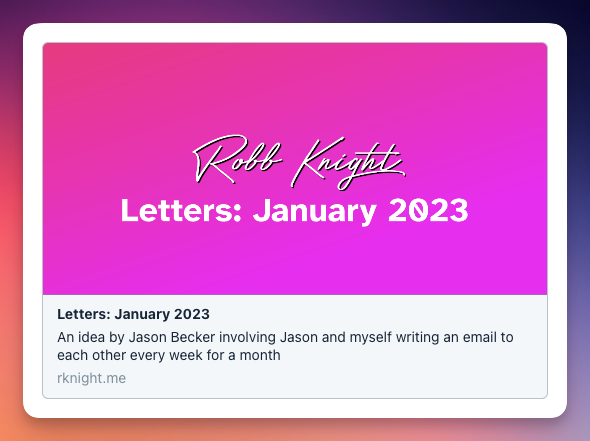 Robb Knight
Letters: January 2023
Letters: January 2023
An idea by Jason Becker involving Jason and myself writing an email to
each other every week for a month
rknight.me